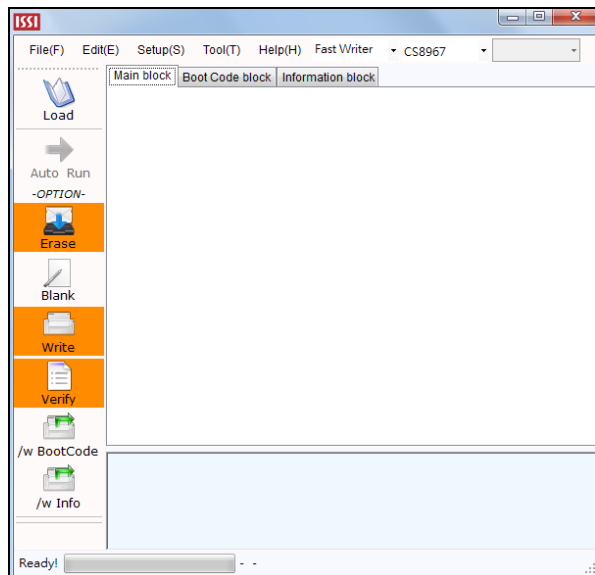 ISSI
File(F) Edit(E) Setup(S) Tool(T) Help(H) Fast Writer CS8967
Main block Boot Code block Information block
Load
Auto Run
-OPTION-
Erase
Blank
Write
Verify
/w BootCode
/w Info
Ready! - -